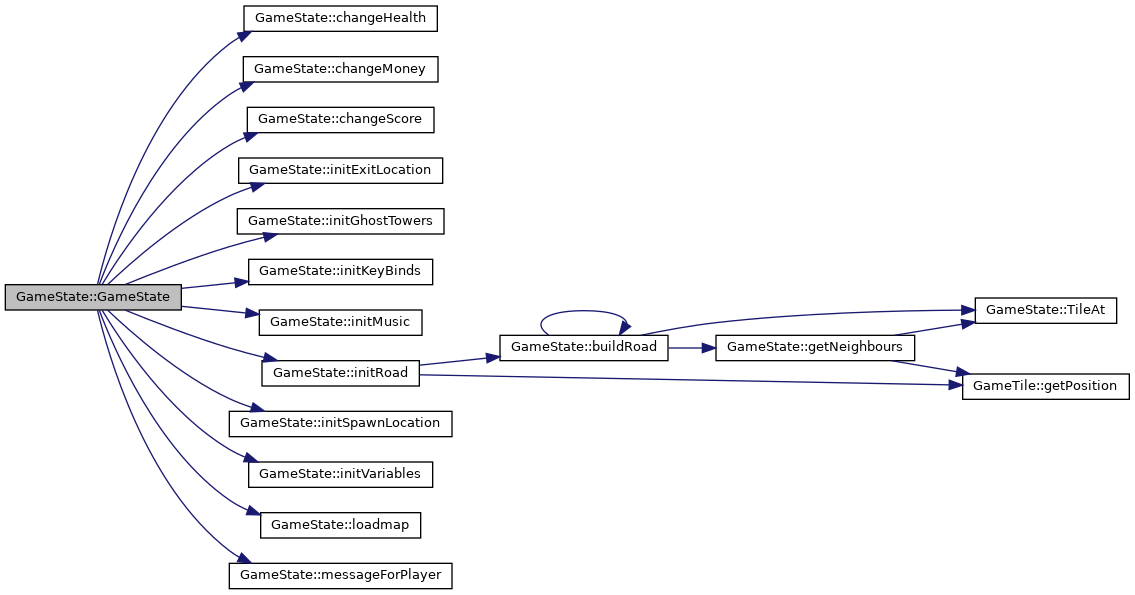 GameState::changeHealth
GameState::changeMoney
GameState::changeScore
GameState::initExitLocation
GameState::initGhostTowers
GameState::initKeyBinds
GameState::GameState
GameState::initMusic
GameState::initRoad
GameState::buildRoad
GameState::getNeighbours
GameState::TileAt
GameTile::getPosition
GameState::initSpawnLocation
GameState::initVariables
GameState::loadmap
GameState::messageForPlayer